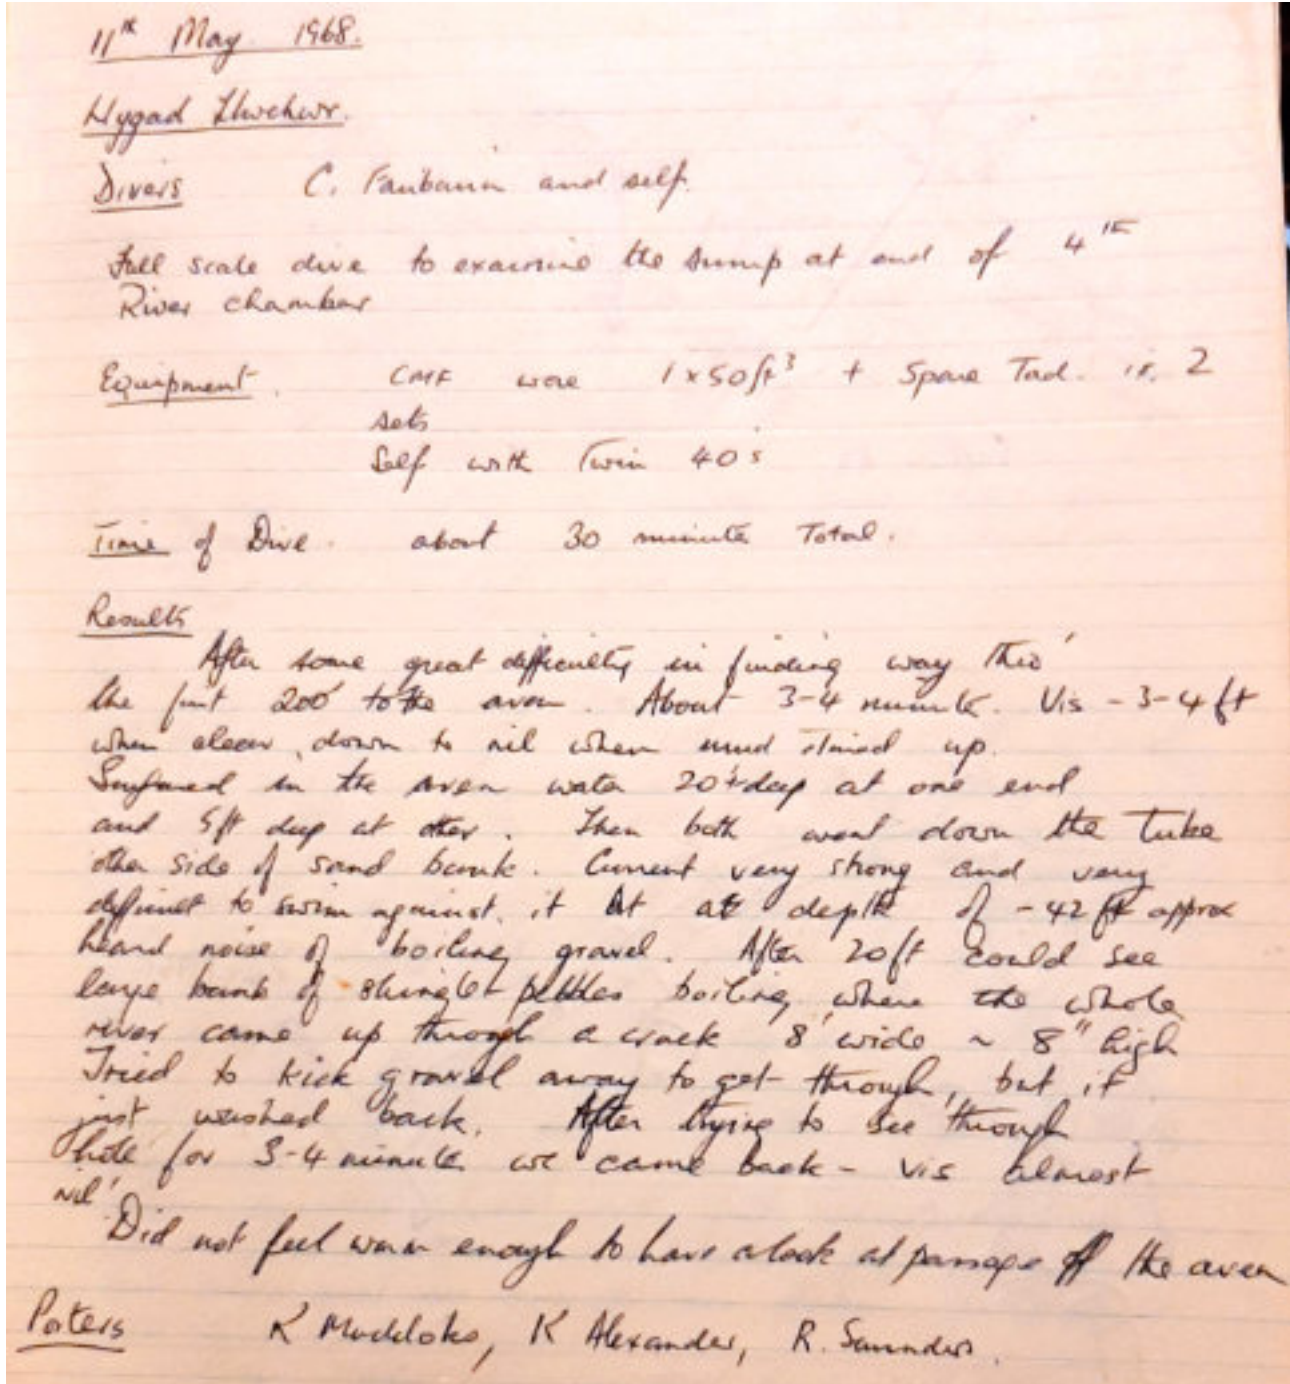 11th May 1968.
Llygad Llwchwr.
Divers C. Fairbairn and self.
Full scale dive to examine the sump at end of 4th
River chamber
Equipment. CMF wore 1x50ft³ + Spare Tad. ie. 2
sets
Self with Twin 40s
Time of Dive. about 30 minute Total.
Results
After some great difficulty in finding way thro'
the first 200' to the aven. About 3-4 minute. Vis - 3-4 ft
when clear, down to nil when mud stirred up.
Surfaced in the aven water 20'+ deep at one end
and 5ft deep at other. Then both went down the tube
other side of sand bank. Current very strong and very
difficult to swim against it At at depth of -42 ft approx
heard noise of boiling gravel. After 20ft could see
large bank of shingle pebbles boiling where the whole
river came up through a crack 8' wide ~ 8" high
Tried to kick gravel away to get through, but it
just washed back. After trying to see through
hole for 3-4 minute we came back - vis almost
nil!
Did not feel warm enough to have a look at passage off the aven
Porters K Maddocks, K Alexander, R. Saunders.